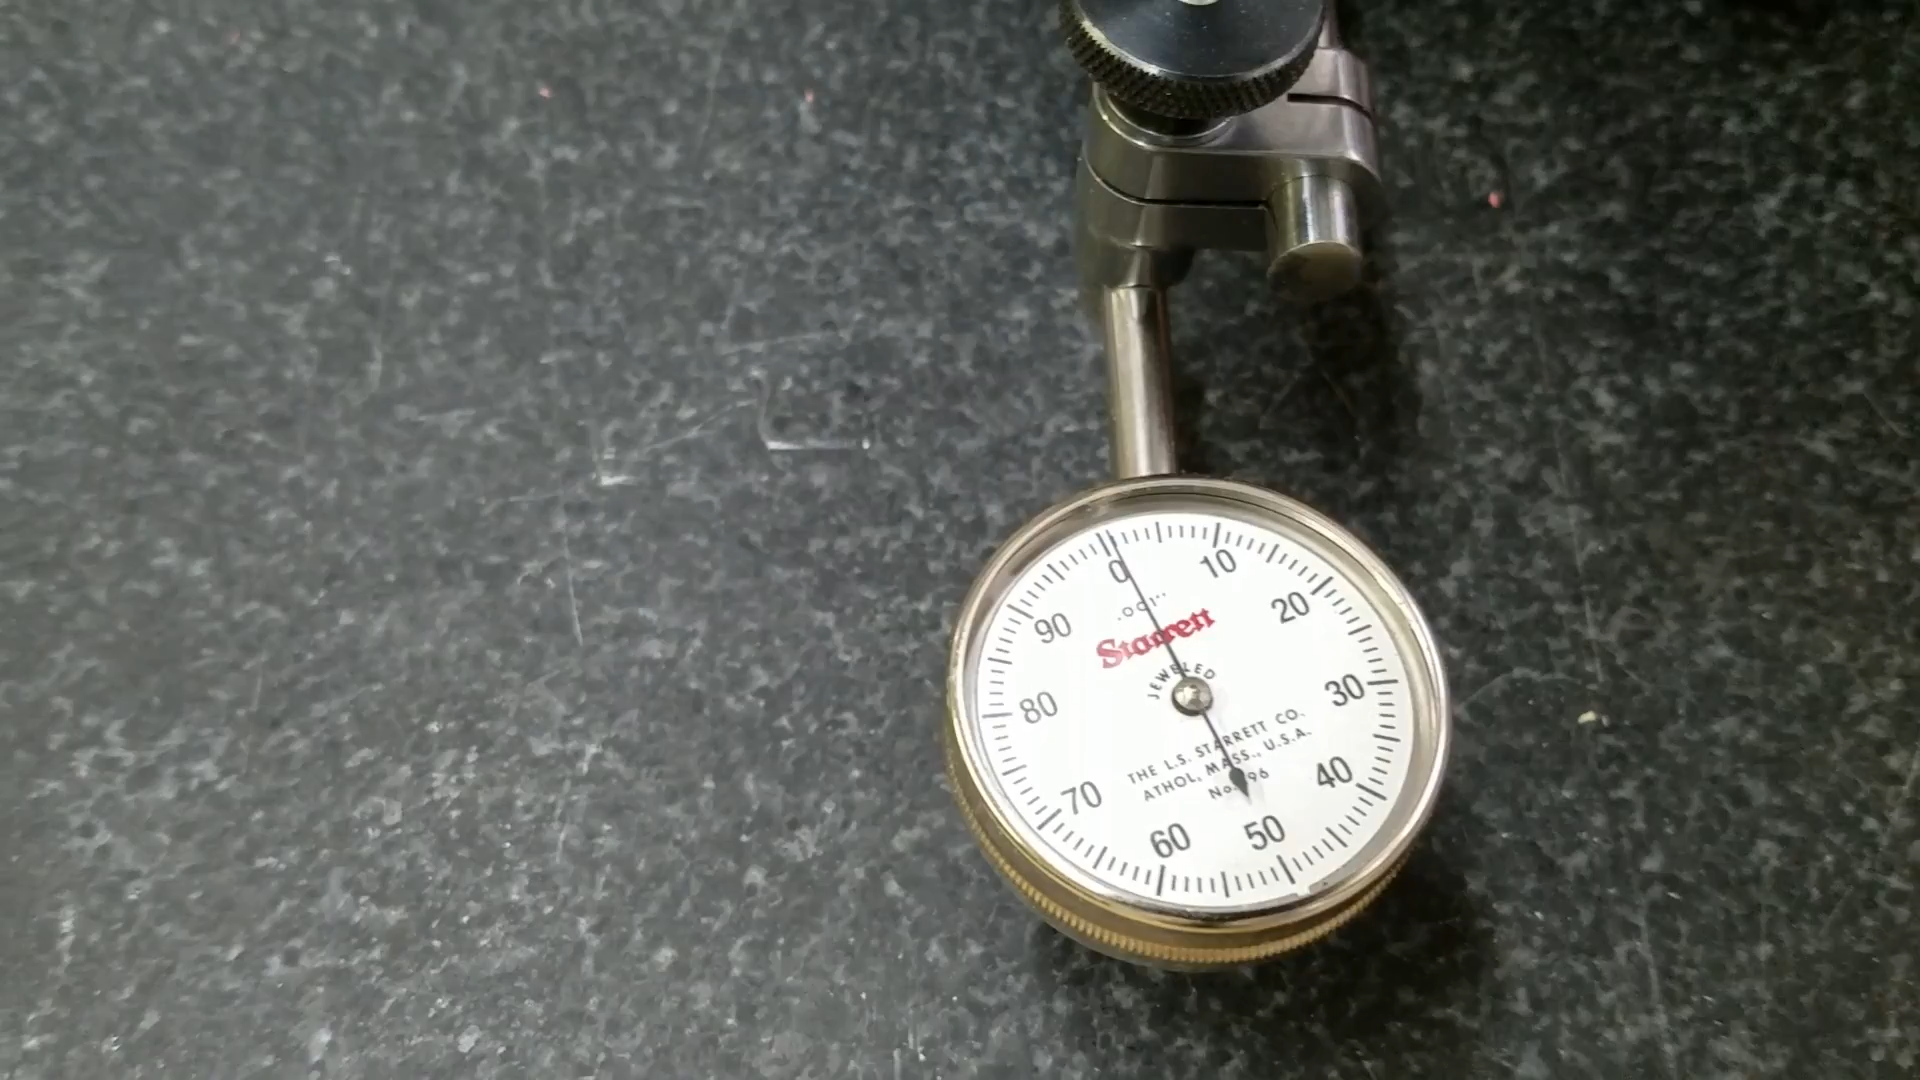 0
10
20
30
40
50
60
70
80
90
.001"
Starrett
JEWELED
THE L.S. STARRETT CO.
ATHOL, MASS., U.S.A.